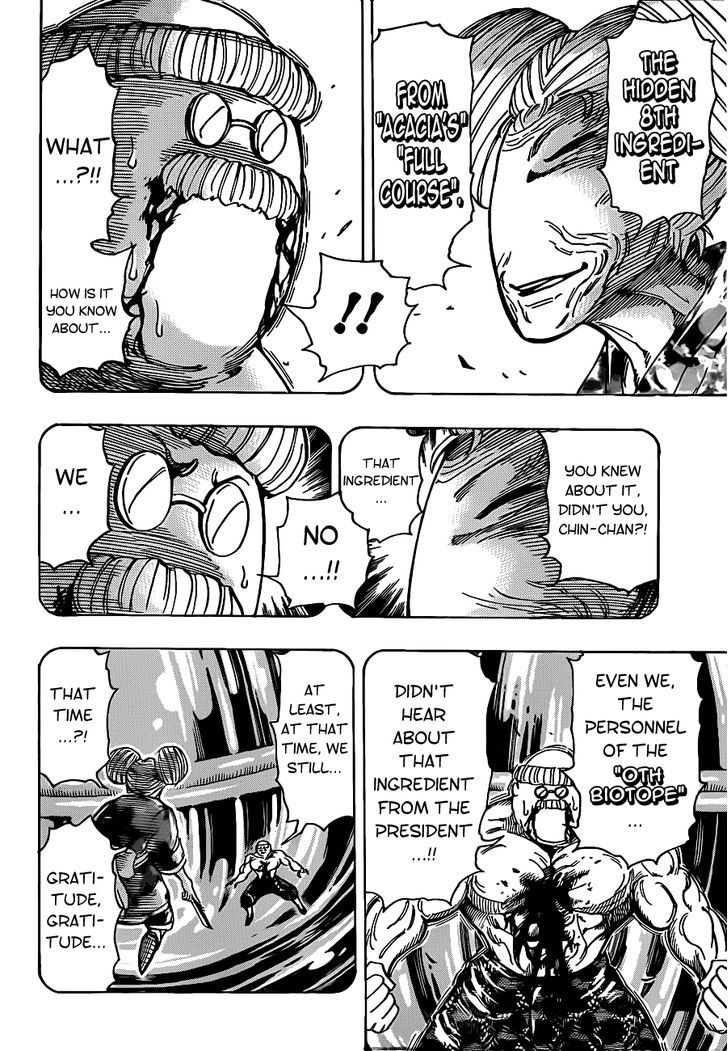 THE
HIDDEN
8TH
INGREDI-
ENT
FROM
"ACACIA'S"
"FULL
COURSE".
!!
WHAT
...?!!
HOW IS IT
YOU KNOW
ABOUT...
YOU KNEW
ABOUT IT,
DIDN'T YOU,
CHIN-CHAN?!
THAT
INGREDIENT
...
NO
...!!
WE
...
EVEN WE,
THE
PERSONNEL
OF THE
"0TH
BIOTOPE"
...
DIDN'T
HEAR
ABOUT
THAT
INGREDIENT
FROM THE
PRESIDENT
...!!
AT
LEAST,
AT THAT
TIME, WE
STILL...
THAT
TIME
...?!
GRATI-
TUDE,
GRATI-
TUDE...